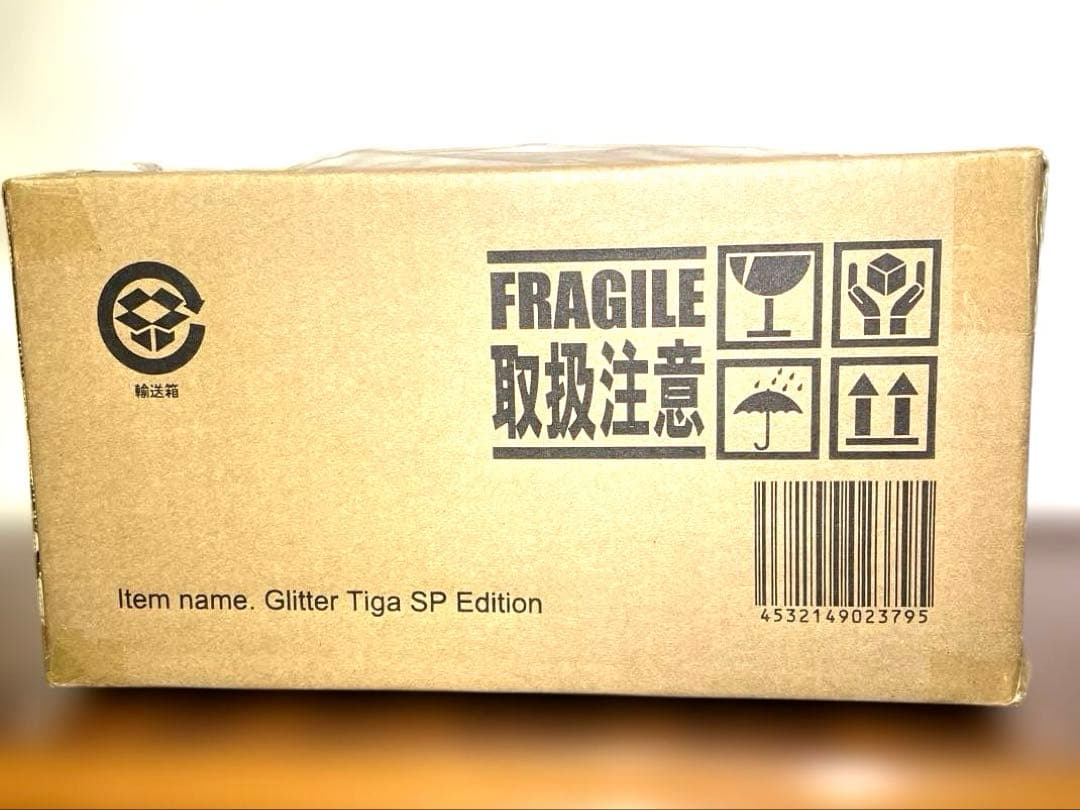 FRAGILE
取扱注意
輸送箱
Item name. Glitter Tiga SP Edition
4532149023795